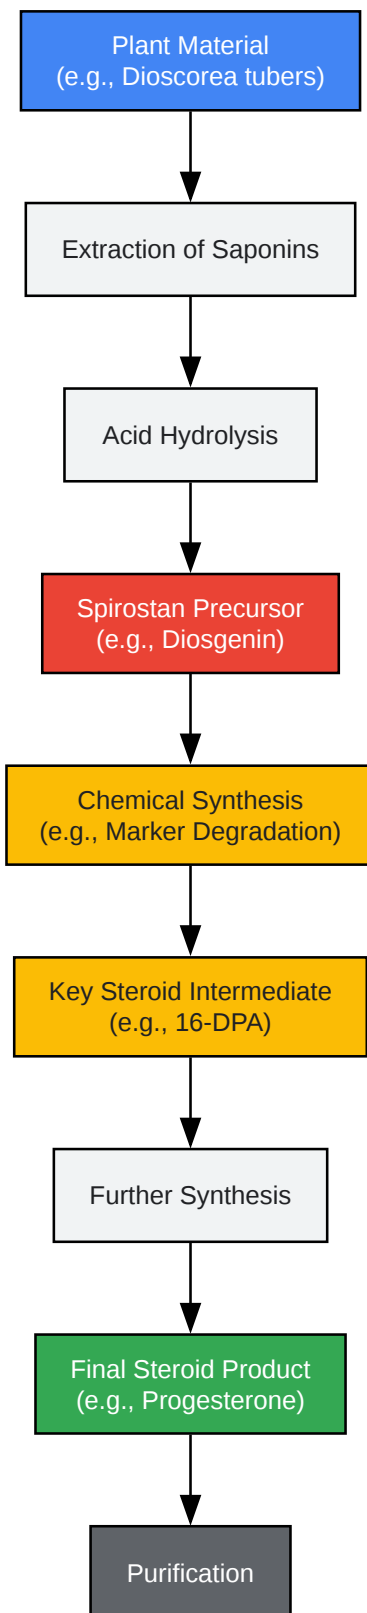 Plant Material
(e.g., Dioscorea tubers)
Extraction of Saponins
Acid Hydrolysis
Spirostan Precursor
(e.g., Diosgenin)
Chemical Synthesis
(e.g., Marker Degradation)
Key Steroid Intermediate
(e.g., 16-DPA)
Further Synthesis
Final Steroid Product
(e.g., Progesterone)
Purification